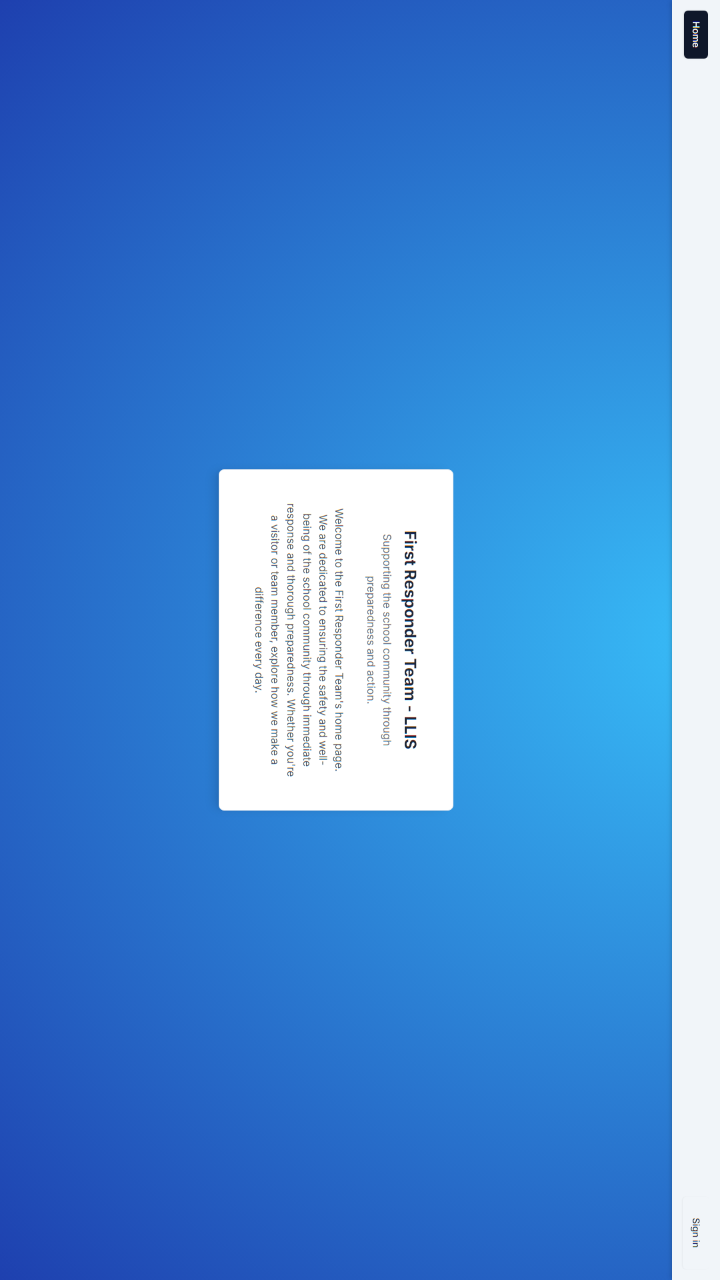 Home
Sign in
First Responder Team - LLIS
Supporting the school community through
preparedness and action.
Welcome to the First Responder Team's home page.
We are dedicated to ensuring the safety and well-
being of the school community through immediate
response and thorough preparedness. Whether you're
a visitor or team member, explore how we make a
difference every day.